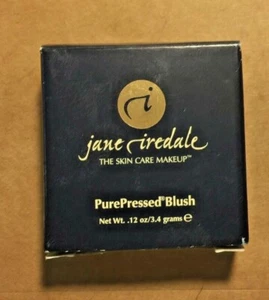 jane iredale
THE SKIN CARE MAKEUP™
PurePressed® Blush
Net Wt. .12 oz/3.4 grams ℮